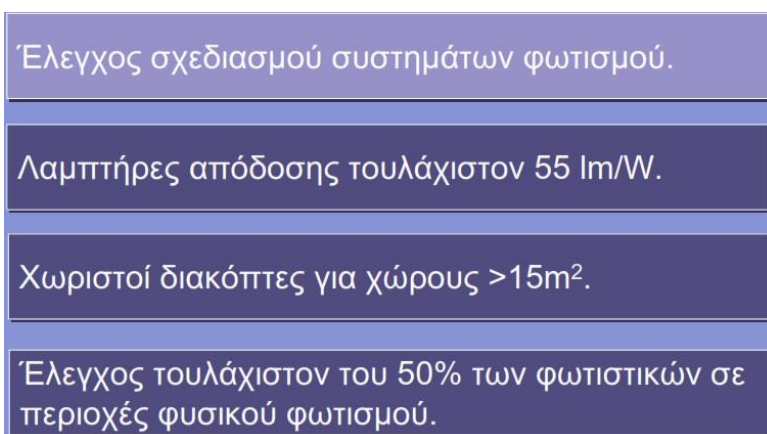 Έλεγχος σχεδιασμού συστημάτων φωτισμού.
Λαμπτήρες απόδοσης τουλάχιστον 55 lm/W.
Χωριστοί διακόπτες για χώρους >15m².
Έλεγχος τουλάχιστον του 50% των φωτιστικών σε
περιοχές φυσικού φωτισμού.